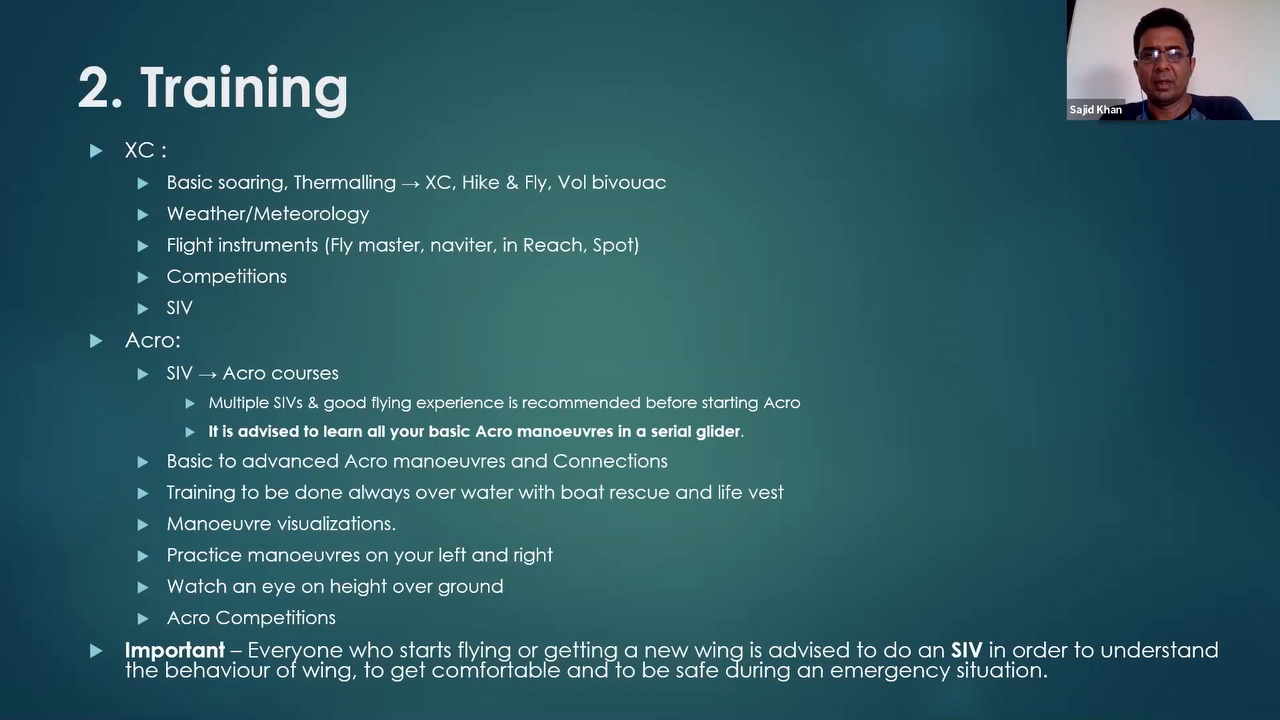 2. Training
Sajid Khan
XC :
Basic soaring, Thermalling → XC, Hike & Fly, Vol bivouac
Weather/Meteorology
Flight instruments (Fly master, naviter, in Reach, Spot)
Competitions
SIV
Acro:
SIV → Acro courses
Multiple SIVs & good flying experience is recommended before starting Acro
It is advised to learn all your basic Acro manoeuvres in a serial glider.
Basic to advanced Acro manoeuvres and Connections
Training to be done always over water with boat rescue and life vest
Manoeuvre visualizations.
Practice manoeuvres on your left and right
Watch an eye on height over ground
Acro Competitions
Important – Everyone who starts flying or getting a new wing is advised to do an SIV in order to understand
the behaviour of wing, to get comfortable and to be safe during an emergency situation.